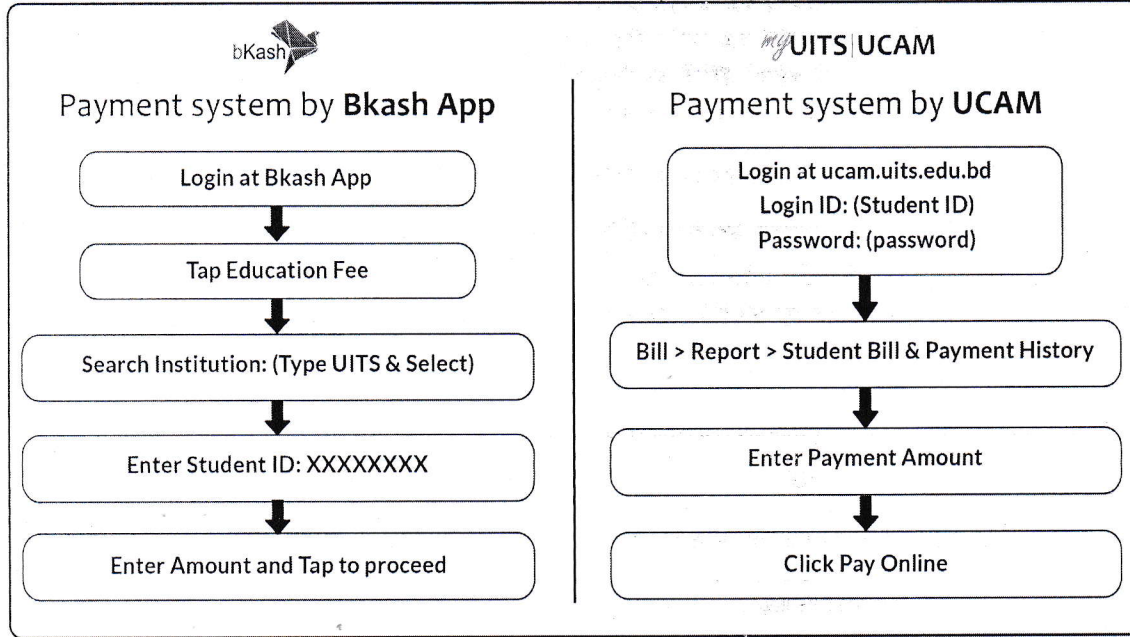 bKash
Payment system by Bkash App
Login at Bkash App
Tap Education Fee
Search Institution: (Type UITS & Select)
Enter Student ID: XXXXXXXX
Enter Amount and Tap to proceed
myUITS|UCAM
Payment system by UCAM
Login at ucam.uits.edu.bd
Login ID: (Student ID)
Password: (password)
Bill > Report > Student Bill & Payment History
Enter Payment Amount
Click Pay Online